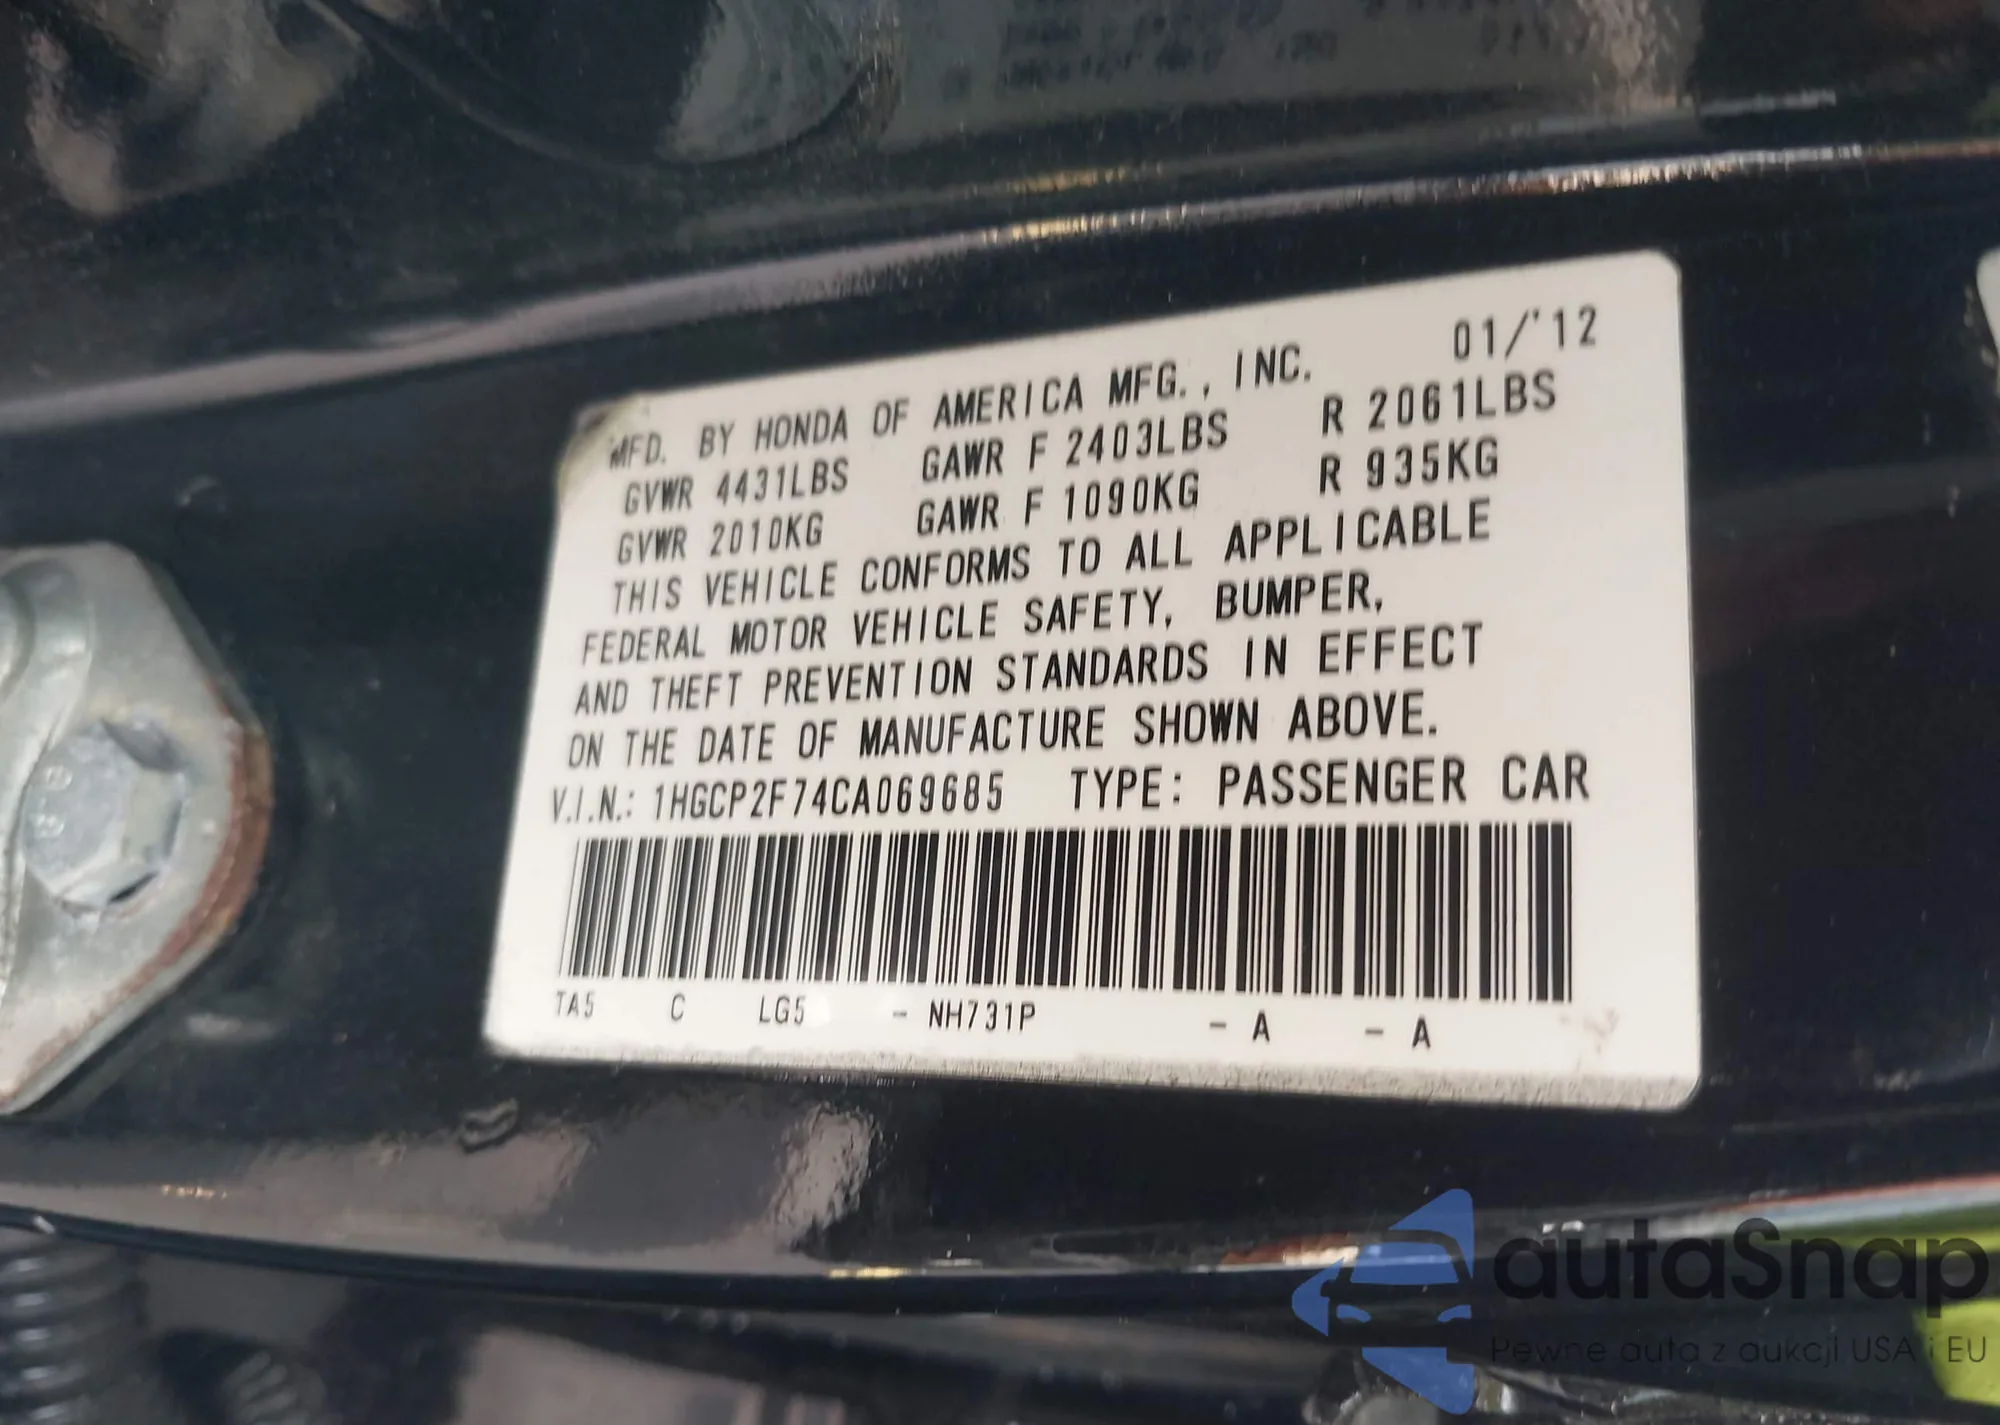 MFD. BY HONDA OF AMERICA MFG., INC. 01/'12
GVWR 4431LBS GAWR F 2403LBS R 2061LBS
GVWR 2010KG GAWR F 1090KG R 935KG
THIS VEHICLE CONFORMS TO ALL APPLICABLE
FEDERAL MOTOR VEHICLE SAFETY, BUMPER,
AND THEFT PREVENTION STANDARDS IN EFFECT
ON THE DATE OF MANUFACTURE SHOWN ABOVE.
V.I.N.: 1HGCP2F74CA069685 TYPE: PASSENGER CAR
TA5 C LG5 - NH731P - A - A
autaSnap
Pewne auta z aukcji USA i EU